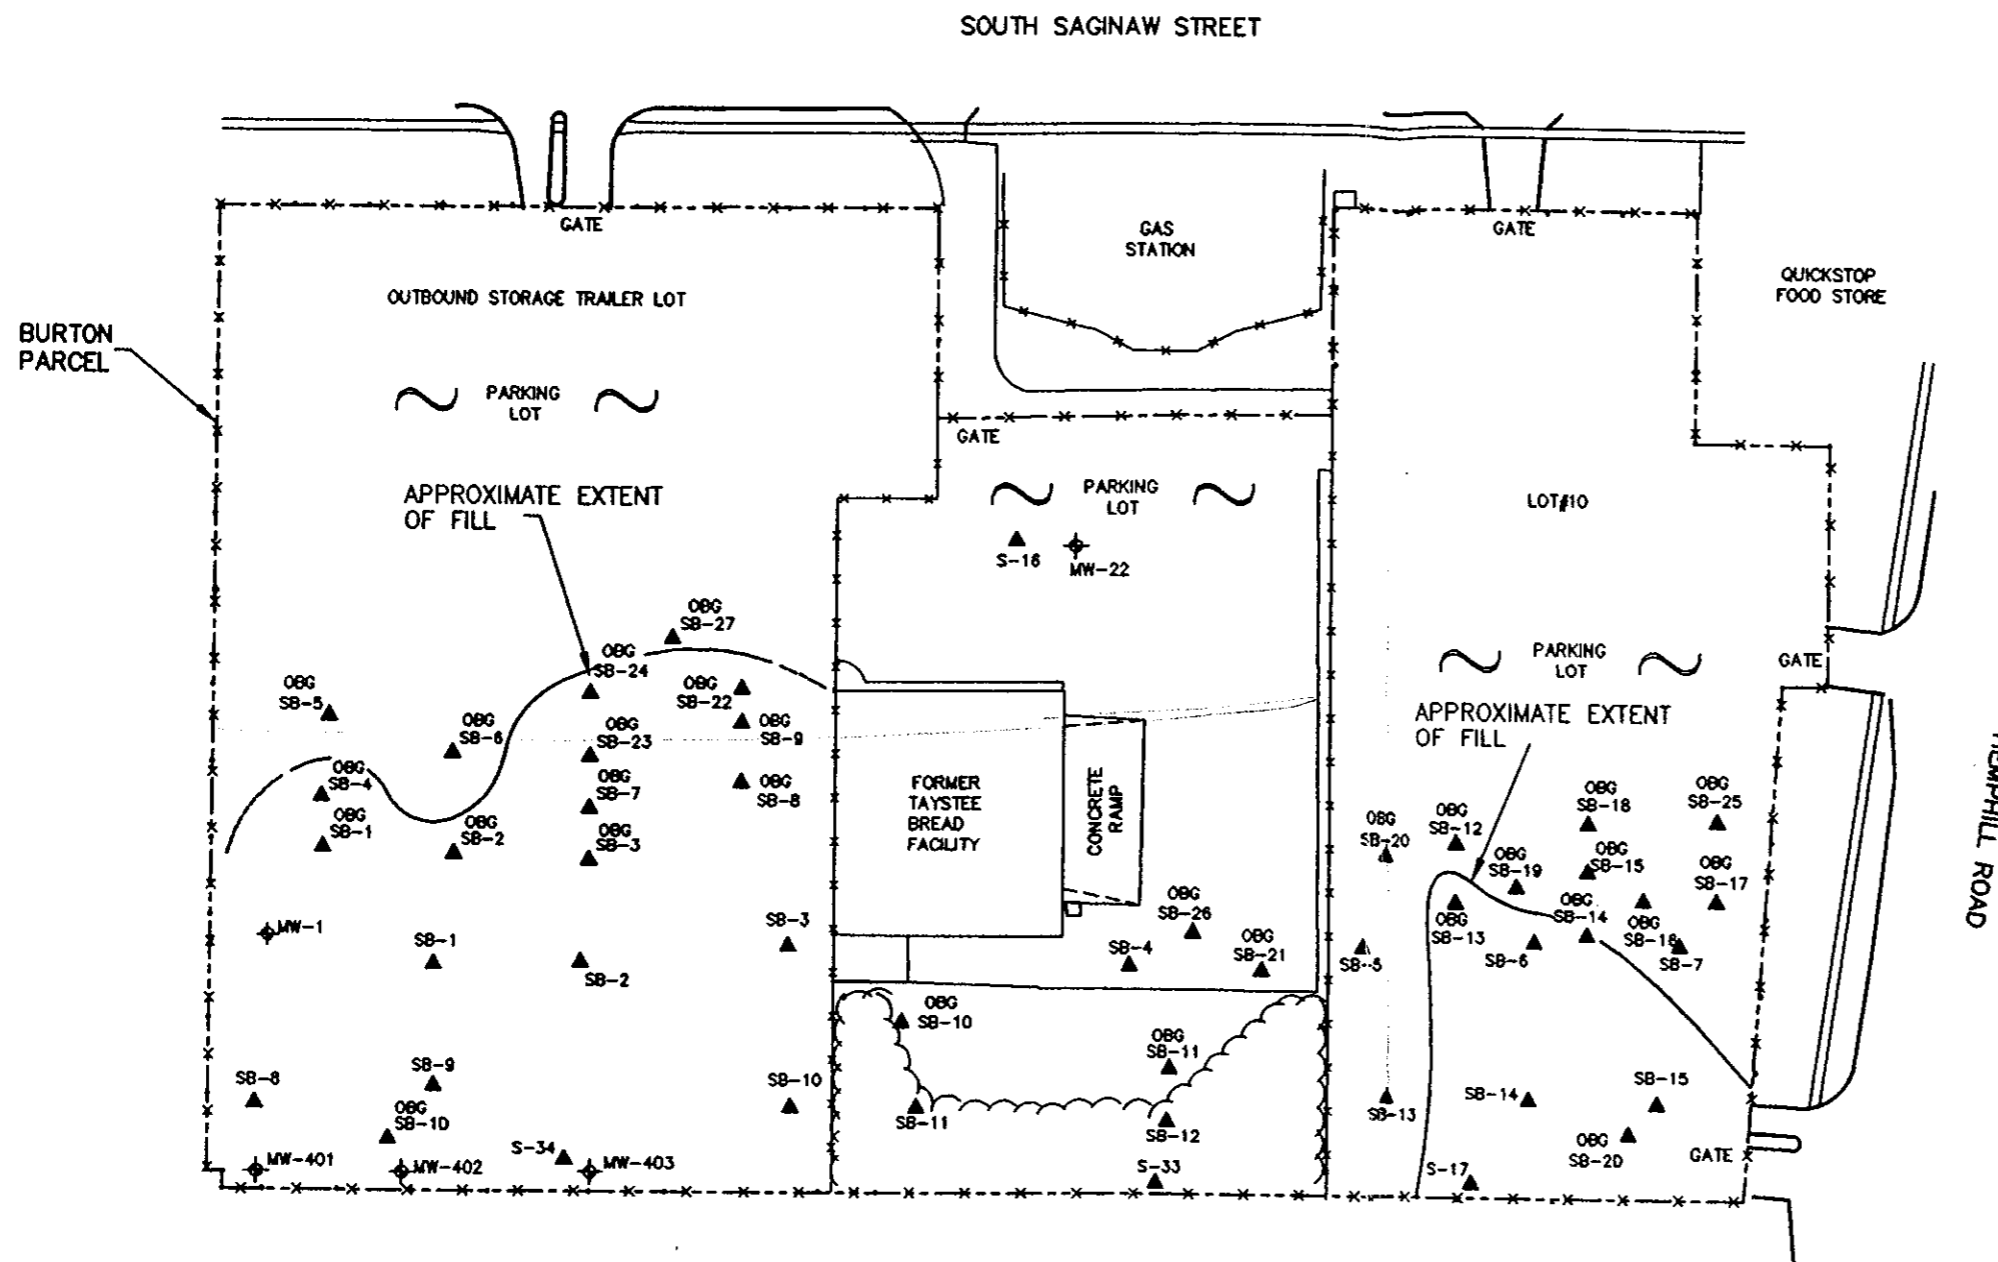 SOUTH SAGINAW STREET
GATE
GAS
STATION
GATE
QUICKSTOP
FOOD STORE
OUTBOUND STORAGE TRAILER LOT
BURTON
PARCEL
PARKING
LOT
GATE
APPROXIMATE EXTENT
OF FILL
PARKING
LOT
LOT#10
S-16
MW-22
OBG
SB-27
OBG
SB-24
PARKING
LOT
GATE
OBG
SB-5
OBG
SB-22
OBG
SB-6
OBG
SB-23
OBG
SB-9
APPROXIMATE EXTENT
OF FILL
OBG
SB-4
OBG
SB-7
OBG
SB-8
FORMER
TAYSTEE
BREAD
FACILITY
CONCRETE
RAMP
OBG
SB-18
OBG
SB-25
HEMPHILL ROAD
OBG
SB-1
OBG
SB-2
OBG
SB-3
OBG
SB-20
OBG
SB-12
OBG
SB-19
OBG
SB-15
OBG
SB-17
OBG
SB-26
OBG
SB-13
OBG
SB-14
OBG
SB-16
MW-1
SB-1
SB-2
SB-3
SB-4
OBG
SB-21
SB-5
SB-6
SB-7
OBG
SB-10
OBG
SB-11
SB-8
SB-9
SB-10
SB-11
SB-12
SB-13
SB-14
SB-15
OBG
SB-10
OBG
SB-20
GATE
S-34
MW-401
MW-402
MW-403
S-33
S-17